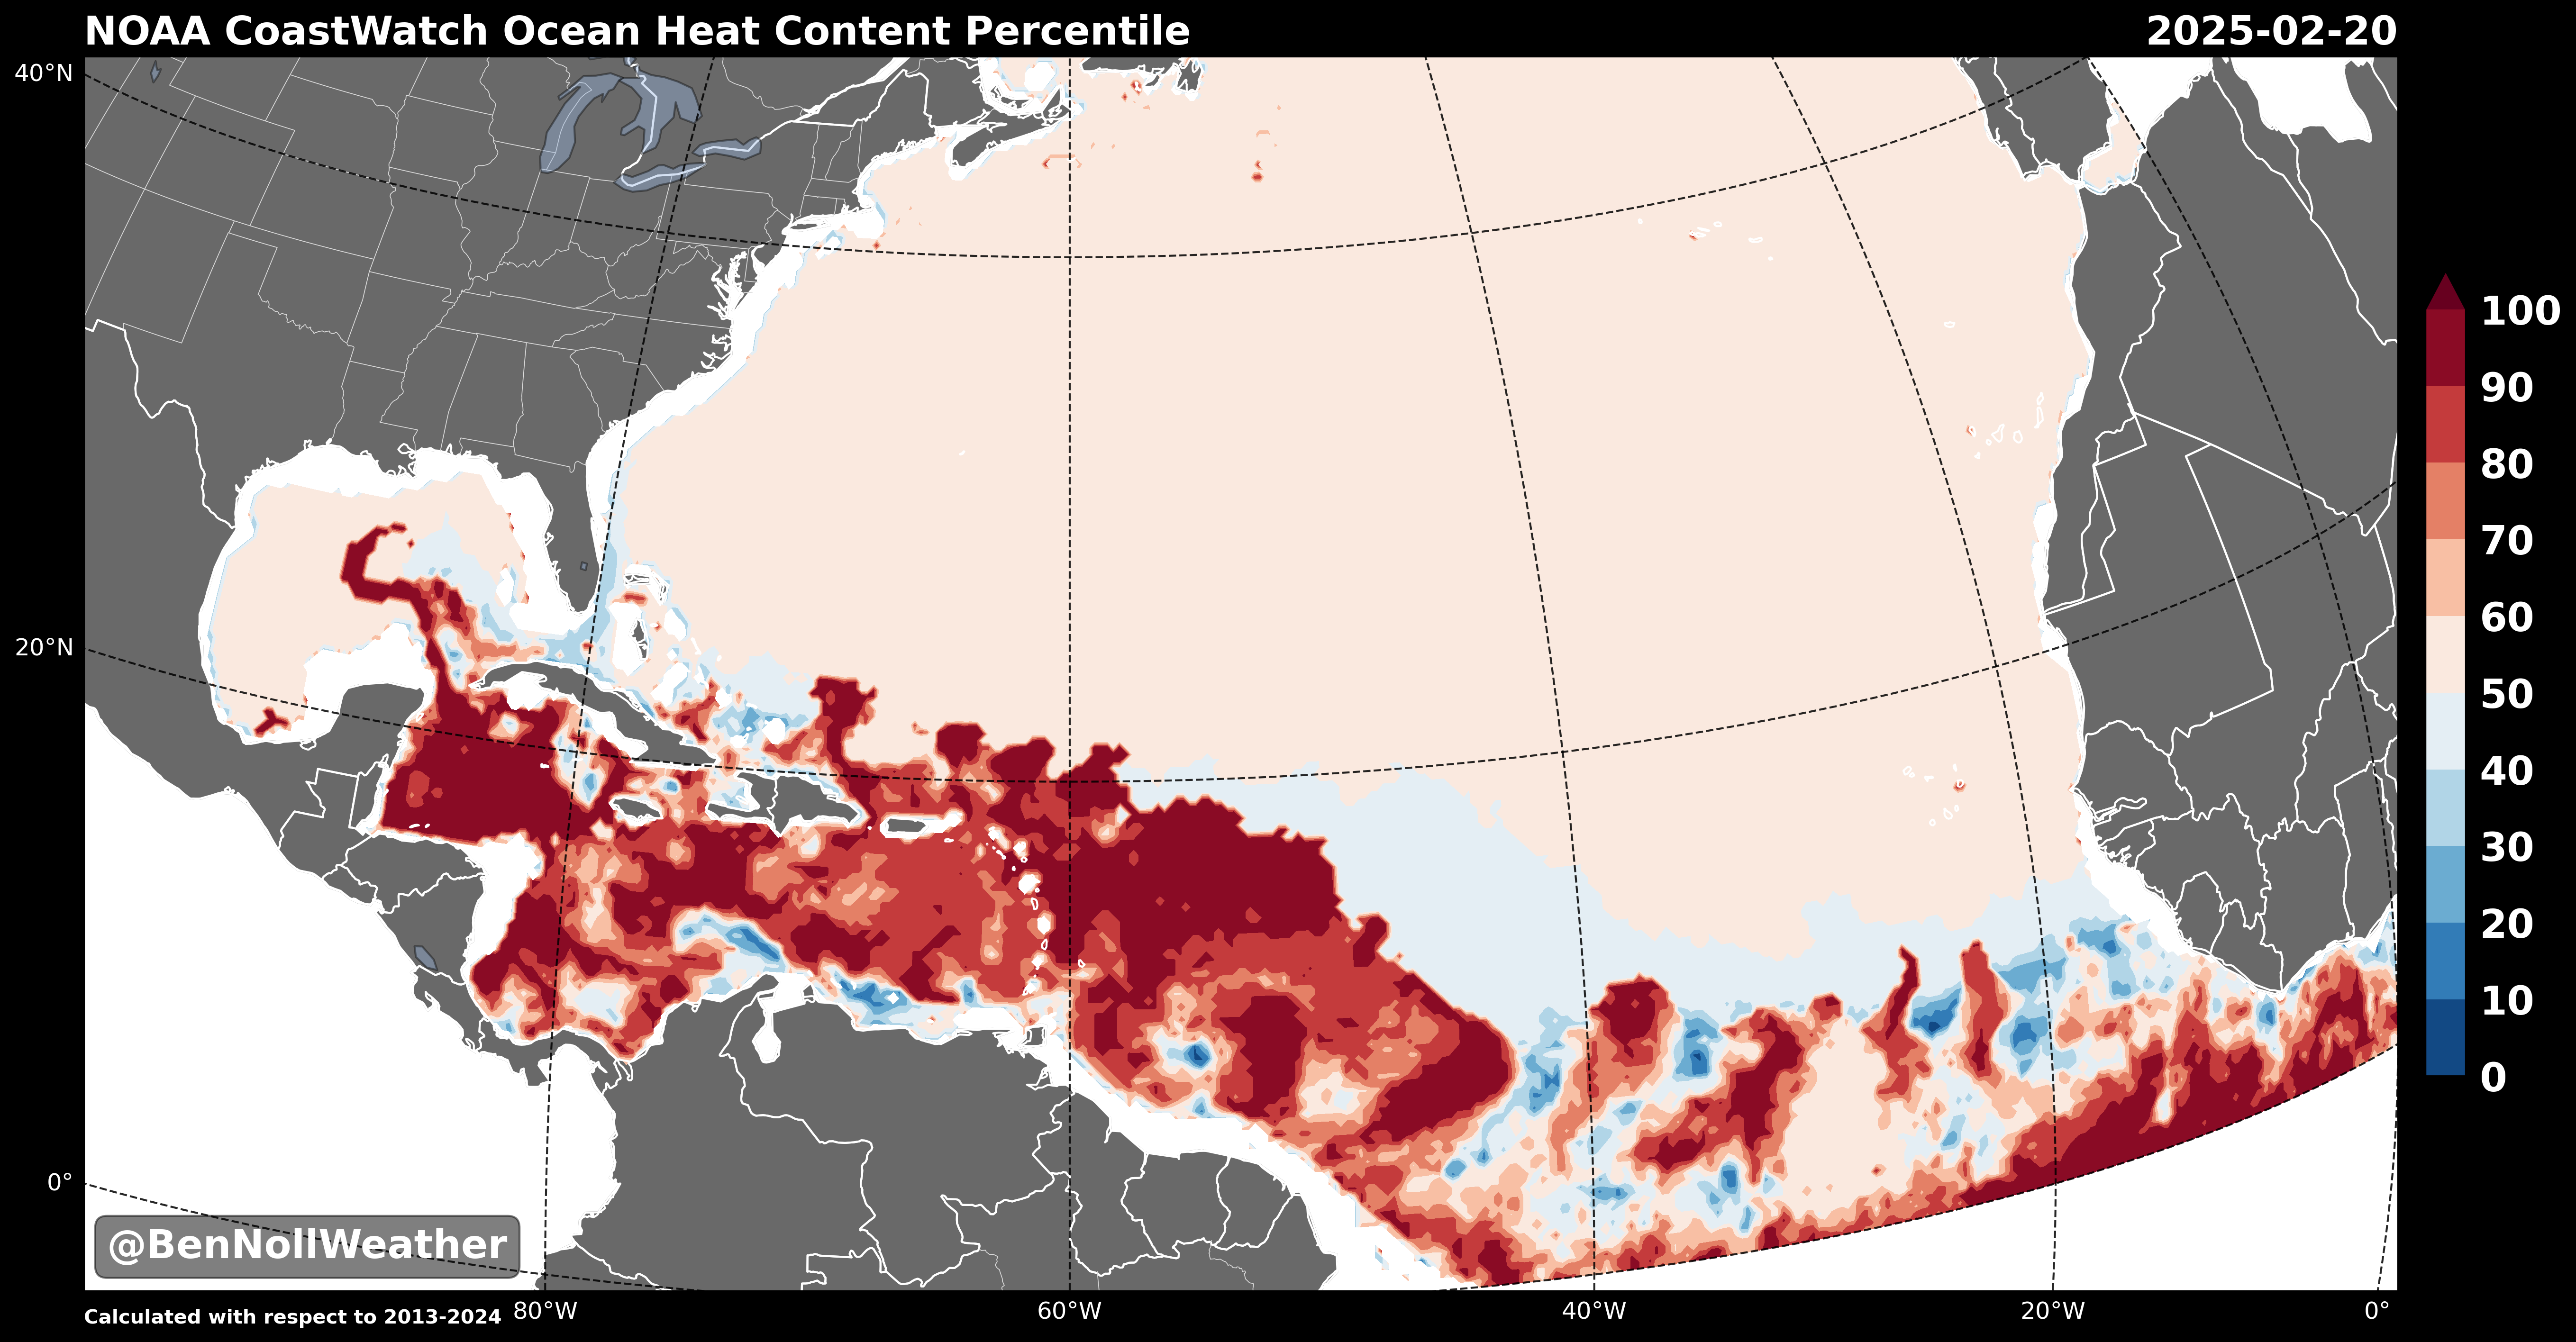 NOAA CoastWatch Ocean Heat Content Percentile
2025-02-20
40°N
20°N
0°
100
90
80
70
60
50
40
30
20
10
0
@BenNollWeather
Calculated with respect to 2013-2024
80°W
60°W
40°W
20°W
0°